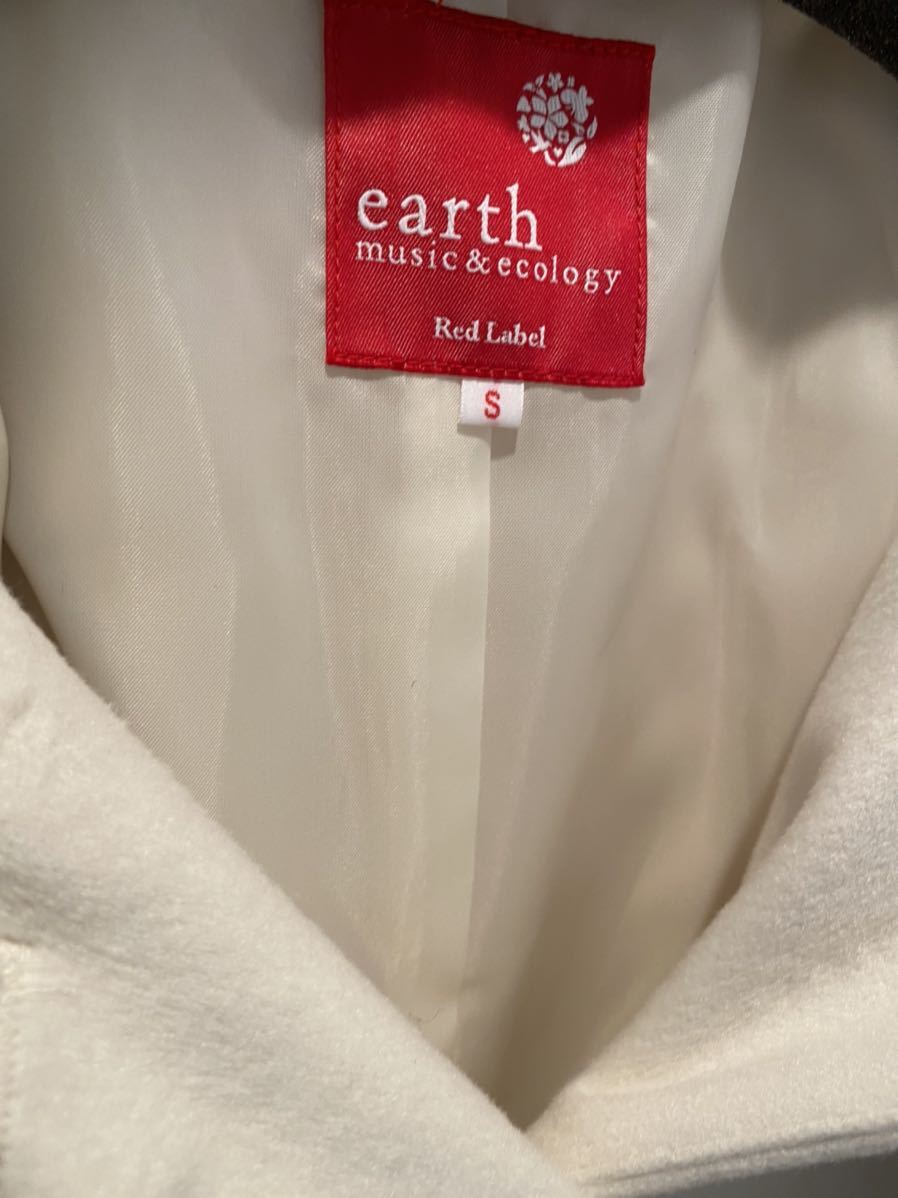 earth
music & ecology
Red Label
S